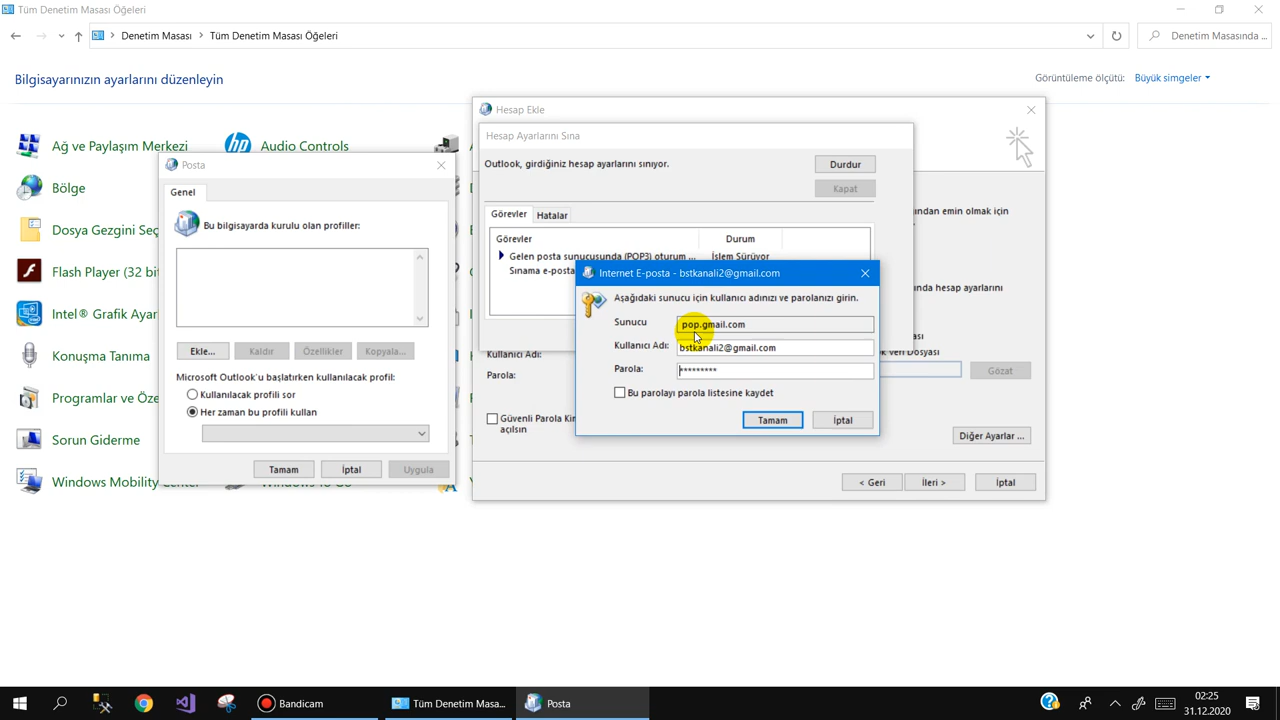 Tüm Denetim Masası Öğeleri
Denetim Masası
Tüm Denetim Masası Öğeleri
Denetim Masasında ...
Bilgisayarınızın ayarlarını düzenleyin
Görüntüleme ölçütü:
Büyük simgeler
Ağ ve Paylaşım Merkezi
Audio Controls
Bölge
Dosya Gezgini Seç
Flash Player (32 bi
Intel® Grafik Ayar
Konuşma Tanıma
Programlar ve Öz
Sorun Giderme
Windows Mobility Center
Windows To Go
Posta
Genel
Bu bilgisayarda kurulu olan profiller:
Ekle...
Kaldır
Özellikler
Kopyala...
Microsoft Outlook'u başlatırken kullanılacak profil:
Kullanılacak profili sor
Her zaman bu profili kullan
Tamam
İptal
Uygula
Hesap Ekle
Hesap Ayarlarını Sına
Outlook, girdiğiniz hesap ayarlarını sınıyor.
Durdur
Kapat
Görevler
Hatalar
Görevler
Durum
Gelen posta sunucusunda (POP3) oturum ...
İşlem Sürüyor
Sınama e-posta
ından emin olmak için
ında hesap ayarlarını
Kullanıcı Adı:
Parola:
Gözat
Güvenli Parola Kin
açılsın
Diğer Ayarlar ...
< Geri
İleri >
İptal
Internet E-posta - bstkanali2@gmail.com
Aşağıdaki sunucu için kullanıcı adınızı ve parolanızı girin.
Sunucu
pop.gmail.com
Kullanıcı Adı:
bstkanali2@gmail.com
Parola:
*********
Bu parolayı parola listesine kaydet
Tamam
İptal
Bandicam
Tüm Denetim Masa...
Posta
02:25
31.12.2020